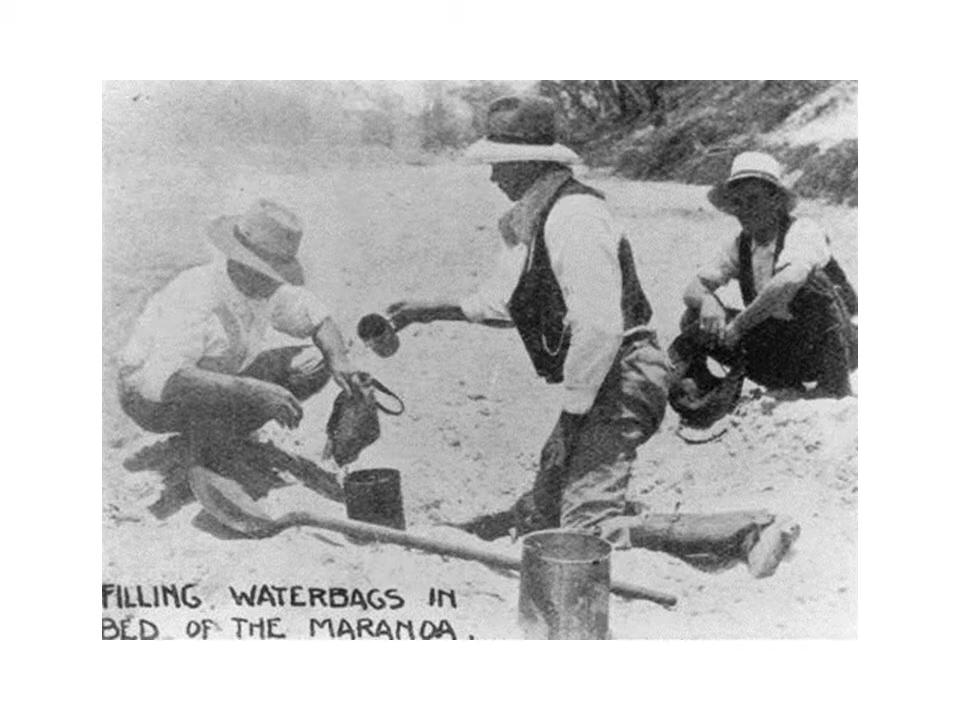 FILLING. WATERBAGS IN
BED OF THE MARANOA.